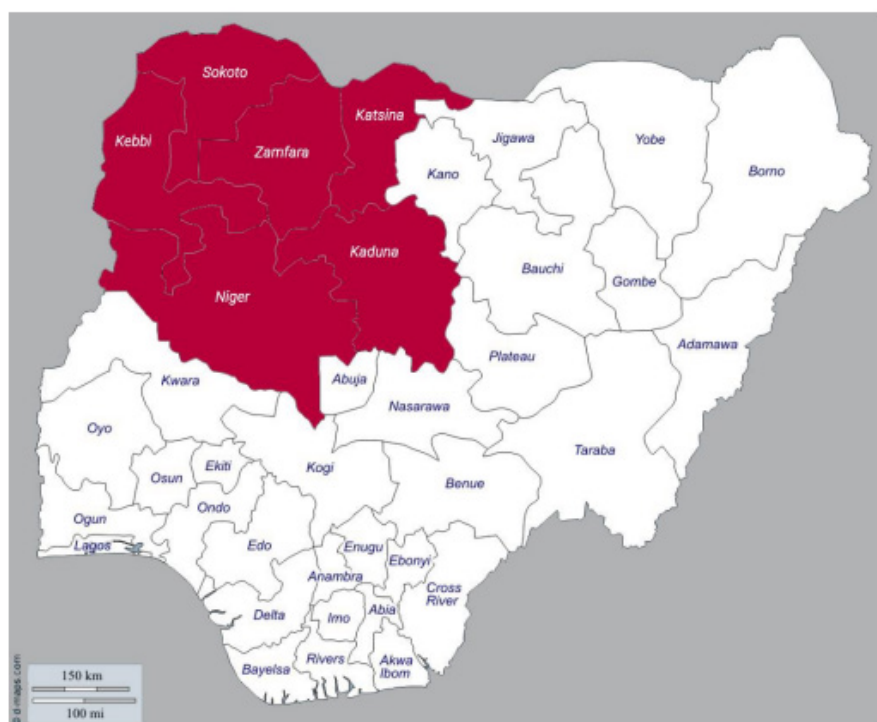 Sokoto
Katsina
Kebbi
Zamfara
Jigawa
Yobe
Borno
Kano
Kaduna
Bauchi
Gombe
Niger
Adamawa
Plateau
Abuja
Kwara
Nasarawa
Oyo
Taraba
Ekiti
Kogi
Osun
Benue
Ondo
Ogun
Lagos
Edo
Enugu
Ebonyi
Anambra
Cross
River
Delta
Imo
Abia
Bayelsa
Rivers
Akwa
Ibom
150 km
100 mi
© d-maps.com